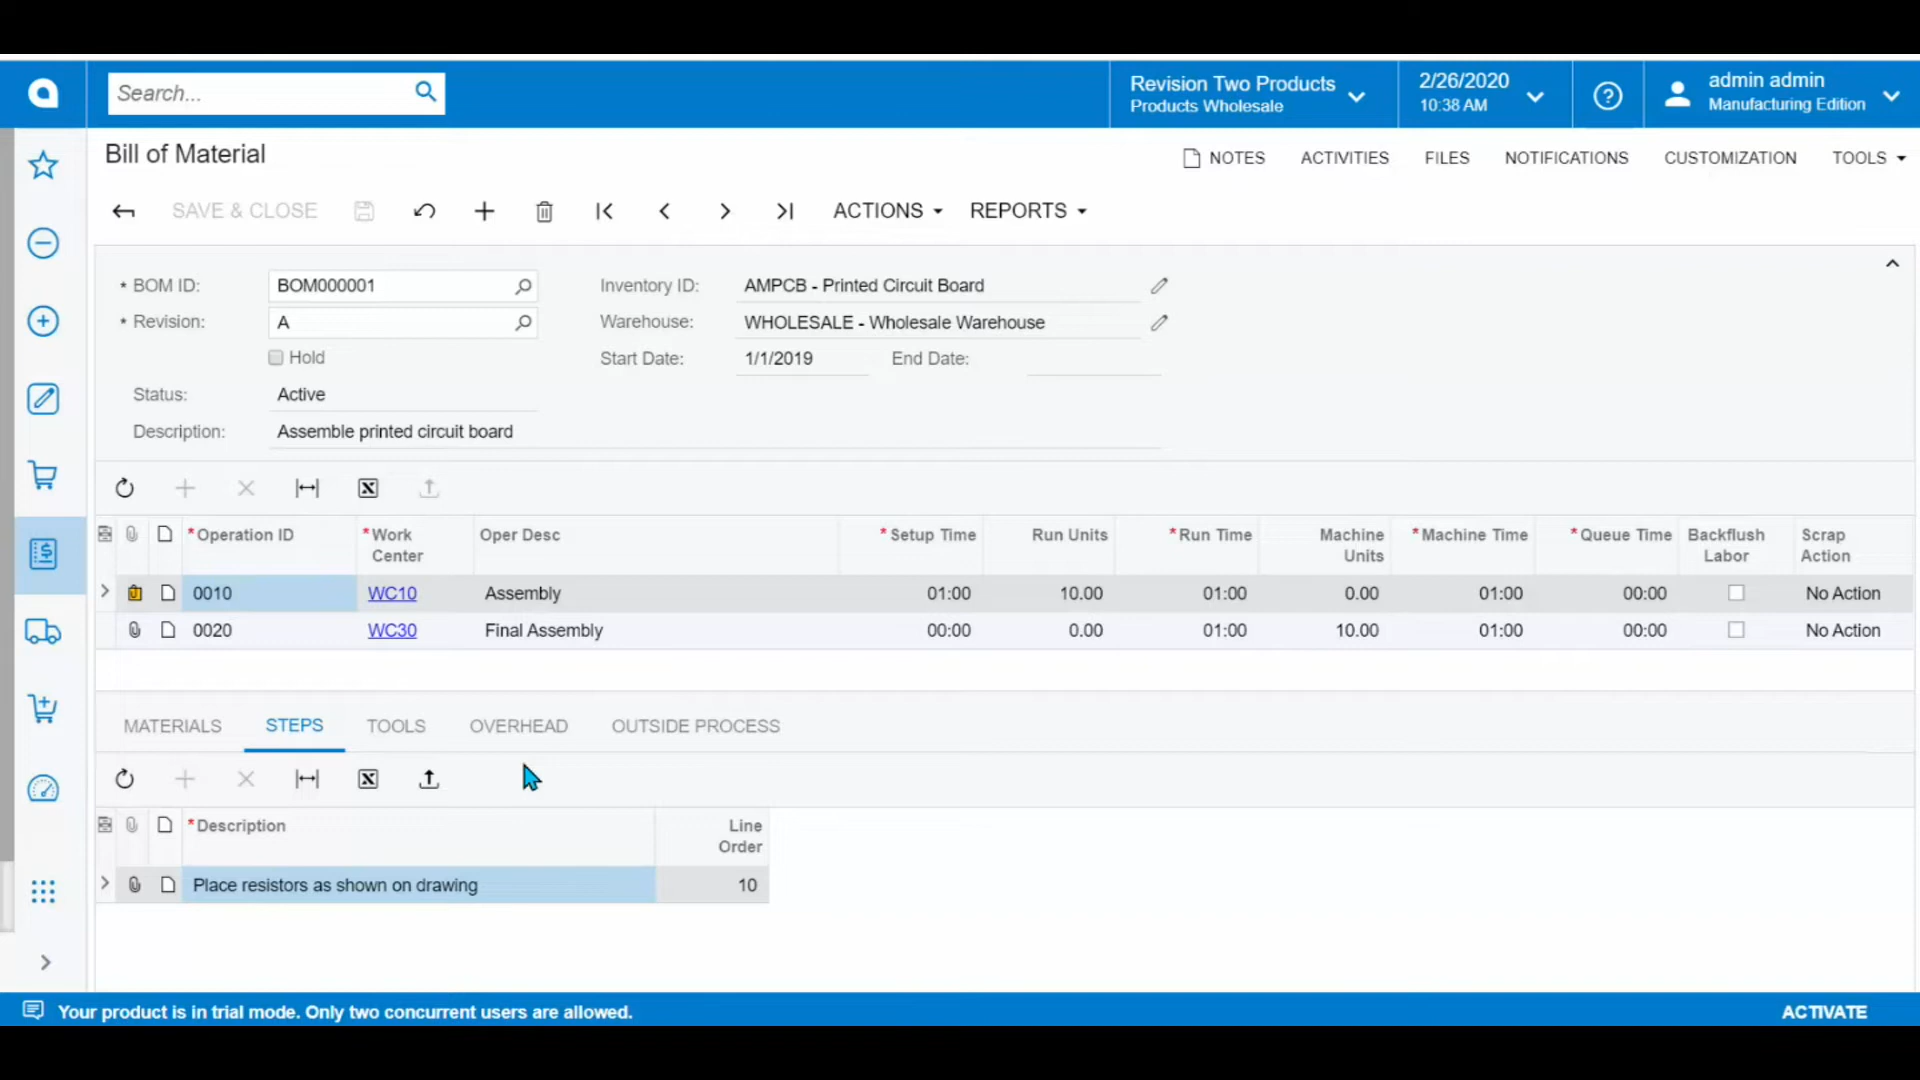 Search...
Revision Two Products
Products Wholesale
2/26/2020
10:38 AM
admin admin
Manufacturing Edition
Bill of Material
NOTES ACTIVITIES FILES NOTIFICATIONS CUSTOMIZATION TOOLS
SAVE & CLOSE ACTIONS REPORTS
* BOM ID: BOM000001 Inventory ID: AMPCB - Printed Circuit Board
* Revision: A Warehouse: WHOLESALE - Wholesale Warehouse
Hold Start Date: 1/1/2019 End Date:
Status: Active
Description: Assemble printed circuit board
*Operation ID *Work Center Oper Desc *Setup Time Run Units *Run Time Machine Units *Machine Time *Queue Time Backflush Labor Scrap Action
0010 WC10 Assembly 01:00 10.00 01:00 0.00 01:00 00:00 No Action
0020 WC30 Final Assembly 00:00 0.00 01:00 10.00 01:00 00:00 No Action
MATERIALS STEPS TOOLS OVERHEAD OUTSIDE PROCESS
*Description Line Order
Place resistors as shown on drawing 10
Your product is in trial mode. Only two concurrent users are allowed. ACTIVATE